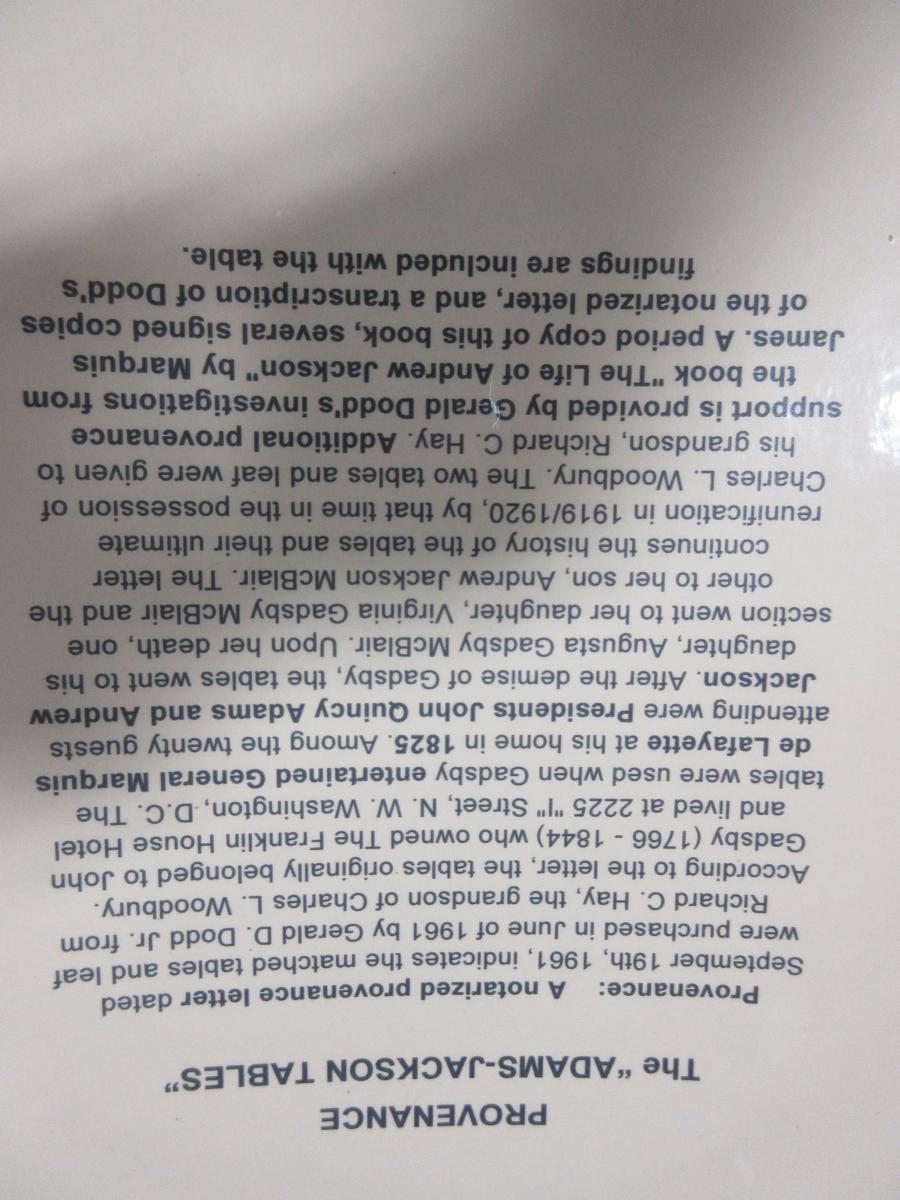 PROVENANCE
The “ADAMS-JACKSON TABLES”
Provenance: A notarized provenance letter dated
September 19th, 1961, indicates the matched tables and leaf
were purchased in June of 1961 by Gerald D. Dodd Jr. from
Richard C. Hay, the grandson of Charles L. Woodbury.
According to the letter, the tables originally belonged to John
Gadsby (1766 - 1844) who owned The Franklin House Hotel
and lived at 2225 "I" Street, N. W. Washington, D.C. The
tables were used when Gadsby entertained General Marquis
de Lafayette at his home in 1825. Among the twenty guests
attending were Presidents John Quincy Adams and Andrew
Jackson. After the demise of Gadsby, the tables went to his
daughter, Augusta Gadsby McBlair. Upon her death, one
section went to her daughter, Virginia Gadsby McBlair and the
other to her son, Andrew Jackson McBlair. The letter
continues the history of the tables and their ultimate
reunification in 1919/1920, by that time in the possession of
Charles L. Woodbury. The two tables and leaf were given to
his grandson, Richard C. Hay. Additional provenance
support is provided by Gerald Dodd's investigations from
the book "The Life of Andrew Jackson" by Marquis
James. A period copy of this book, several signed copies
of the notarized letter, and a transcription of Dodd's
findings are included with the table.